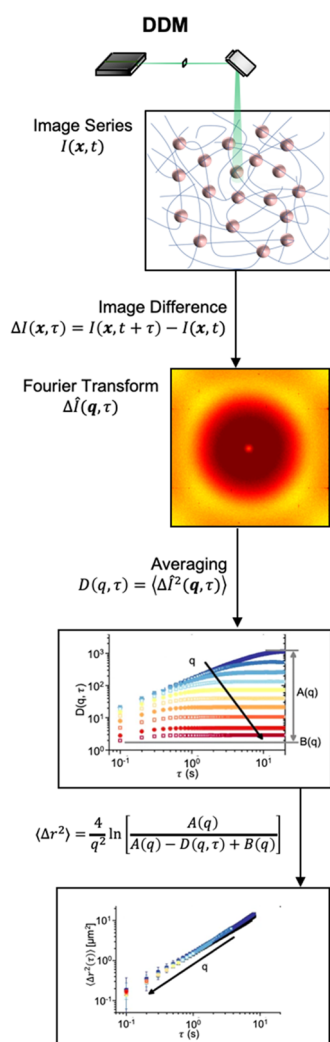 DDM
Image Series
I(x, t)
Image Difference
ΔI(x, τ) = I(x, t + τ) − I(x, t)
Fourier Transform
ΔÎ(q, τ)
Averaging
D(q, τ) = ⟨ΔÎ²(q, τ)⟩
D(q, τ)
10³
10²
10¹
10⁰
q
A(q)
B(q)
10⁻¹ 10⁰ 10¹
τ (s)
⟨Δr²⟩ = 4/q² ln [A(q) / (A(q) − D(q, τ) + B(q))]
⟨Δr²(τ)⟩ [µm²]
10¹
10⁰
10⁻¹
q
10⁻¹ 10⁰ 10¹
τ (s)